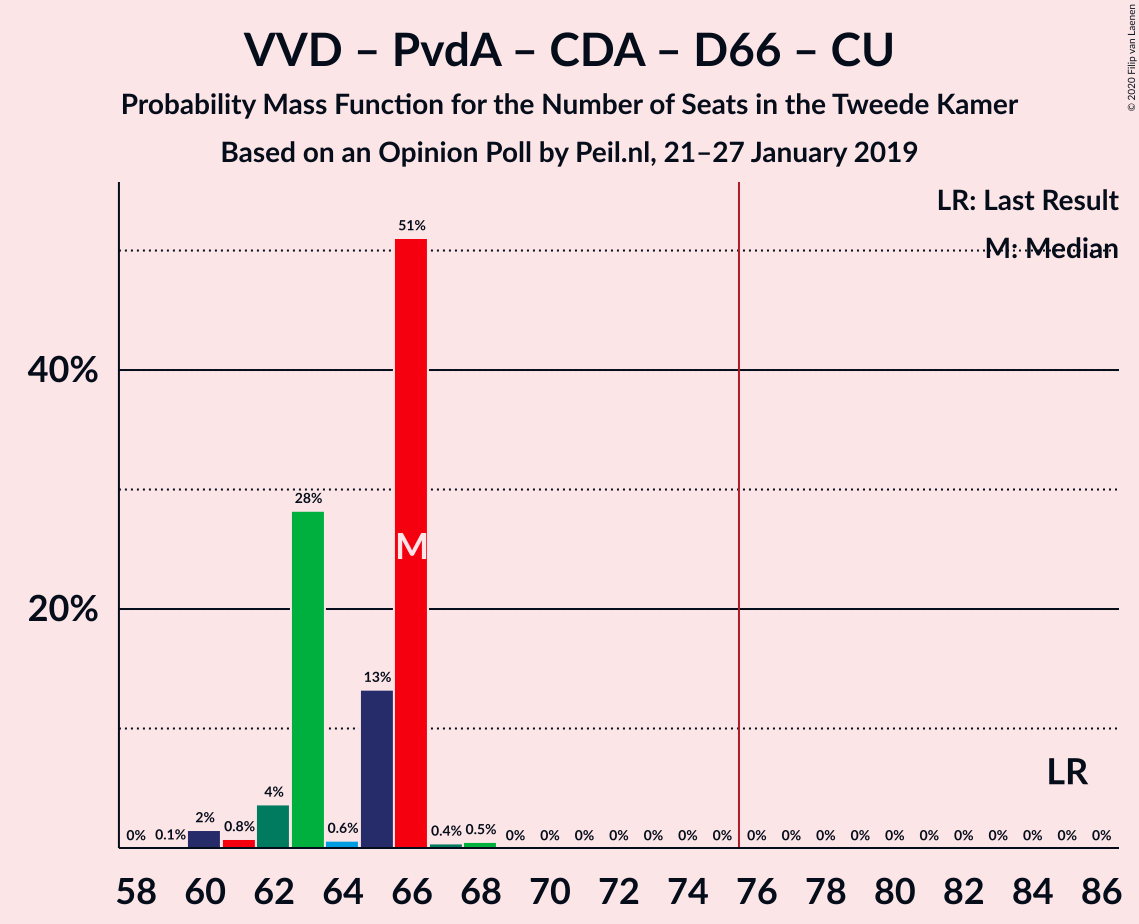 VVD – PvdA – CDA – D66 – CU
Probability Mass Function for the Number of Seats in the Tweede Kamer
Based on an Opinion Poll by Peil.nl, 21–27 January 2019
© 2020 Filip van Laenen
LR: Last Result
M: Median
40%
20%
0% 0.1% 2% 0.8% 4% 28% 0.6% 13% 51% 0.4% 0.5% 0% 0% 0% 0% 0% 0% 0% 0% 0% 0% 0% 0% 0% 0% 0% 0% 0% 0%
M
LR
58 60 62 64 66 68 70 72 74 76 78 80 82 84 86